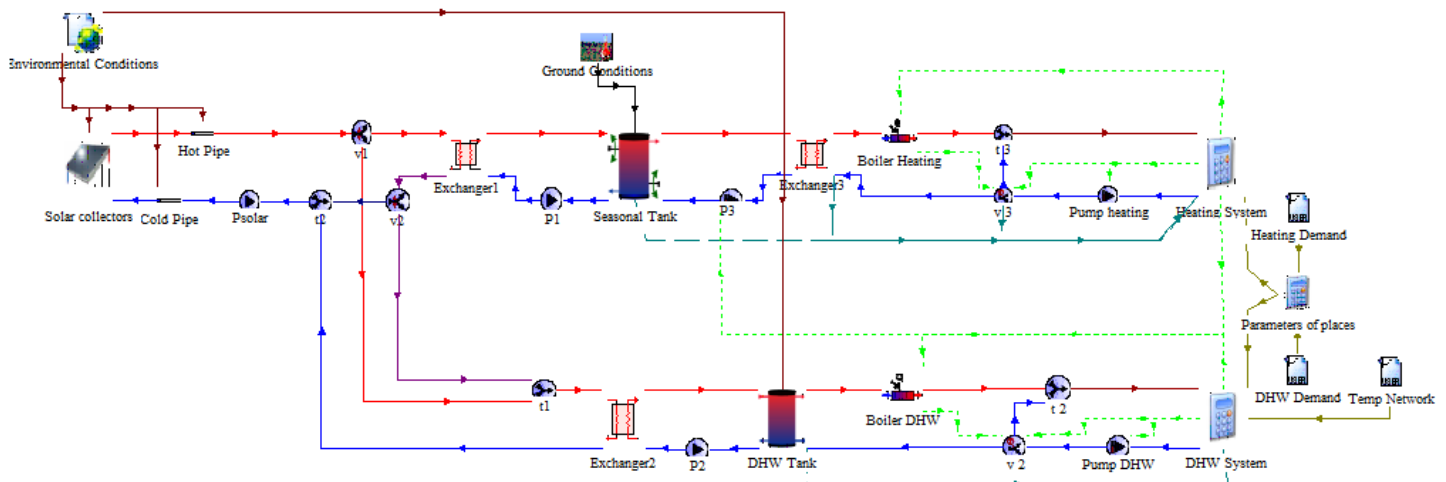 Environmental Conditions
Ground Gonditions
Hot Pipe
v1
Exchanger1
Exchanger3
Boiler Heating
t 3
Solar collectors
Cold Pipe
Psolar
t2
v2
P1
Seasonal Tank
P3
v 3
Pump heating
Heating System
Heating Demand
Parameters of places
t1
Boiler DHW
t 2
DHW Demand
Temp Network
Exchanger2
P2
DHW Tank
v 2
Pump DHW
DHW System